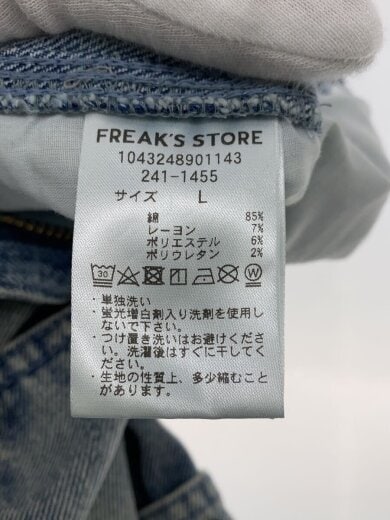 FREAK'S STORE
1043248901143
241-1455
サイズ L
綿 85%
レーヨン 7%
ポリエステル 6%
ポリウレタン 2%
30 W
・単独洗い
・蛍光増白剤入り洗剤を使用し
ないで下さい。
・つけ置き洗いはお避けくださ
い。洗濯後はすぐに干してく
ださい。
・生地の性質上、多少縮むこと
があります。